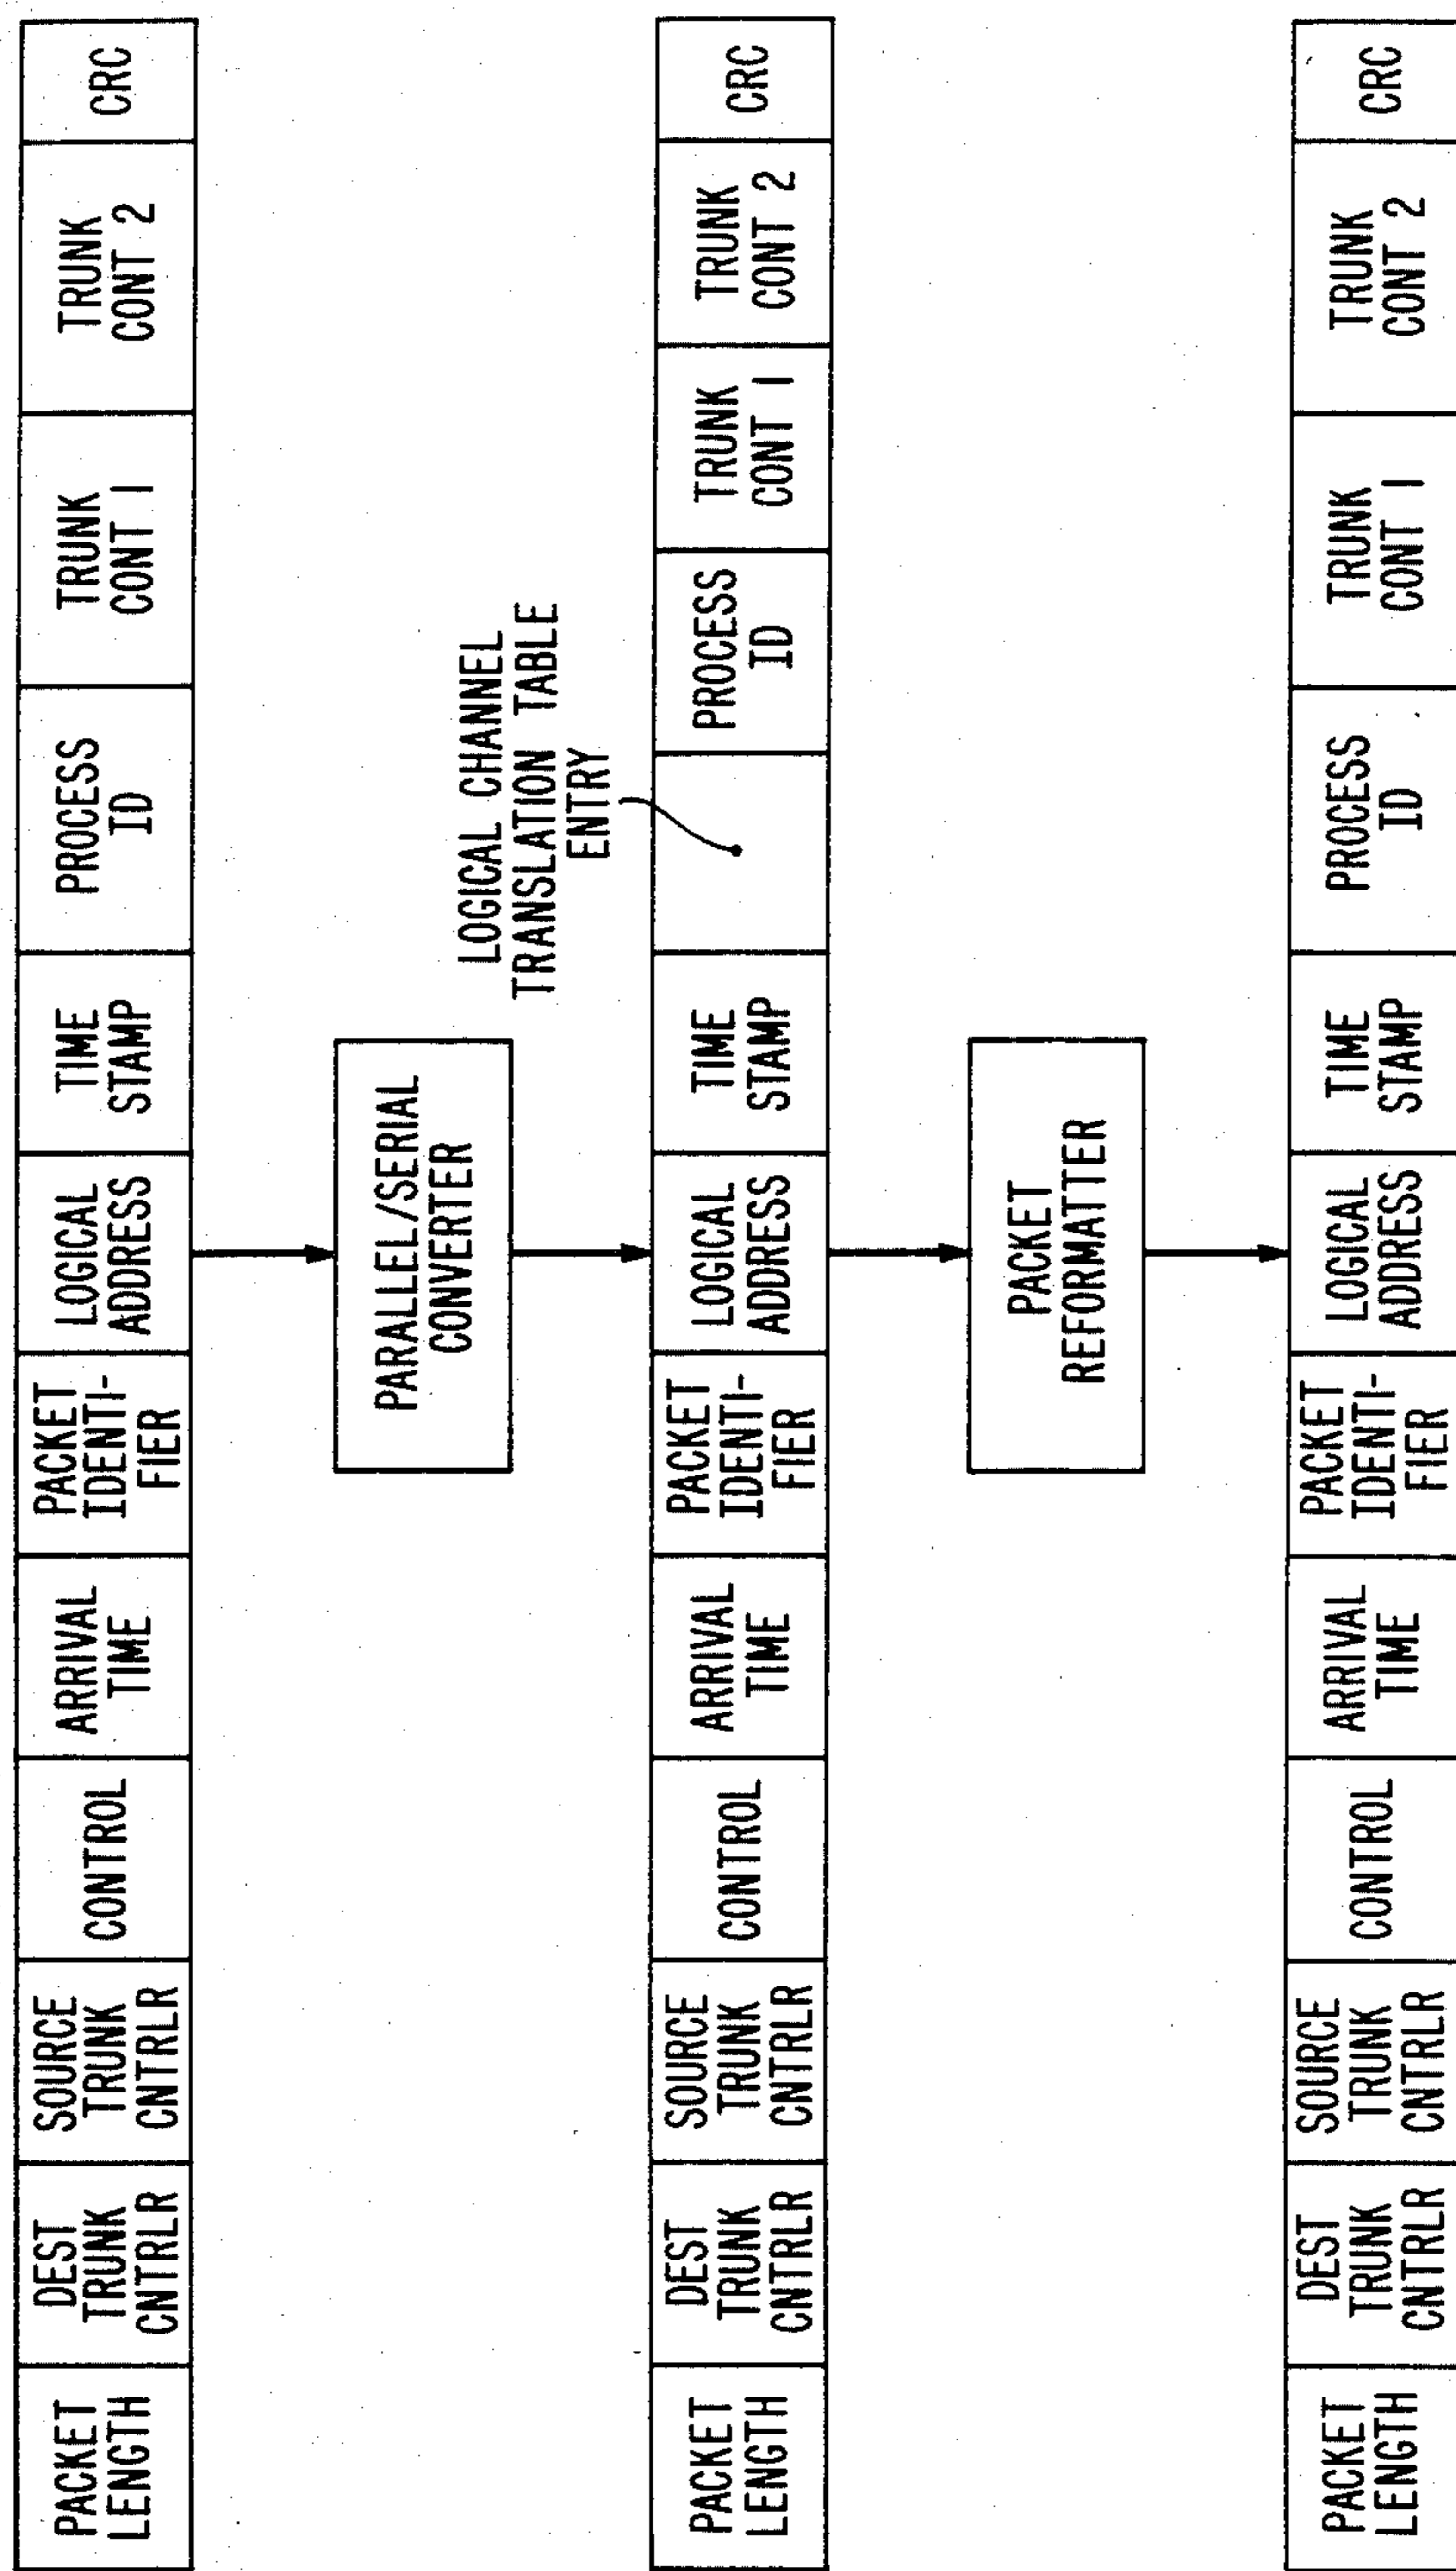 PACKET
LENGTH
DEST
TRUNK
CNTRLR
SOURCE
TRUNK
CNTRLR
CONTROL
ARRIVAL
TIME
PACKET
IDENTI-
FIER
LOGICAL
ADDRESS
TIME
STAMP
PROCESS
ID
TRUNK
CONT 1
TRUNK
CONT 2
CRC
PARALLEL/SERIAL
CONVERTER
LOGICAL CHANNEL
TRANSLATION TABLE
ENTRY
PACKET
LENGTH
DEST
TRUNK
CNTRLR
SOURCE
TRUNK
CNTRLR
CONTROL
ARRIVAL
TIME
PACKET
IDENTI-
FIER
LOGICAL
ADDRESS
TIME
STAMP
PROCESS
ID
TRUNK
CONT 1
TRUNK
CONT 2
CRC
PACKET
REFORMATTER
PACKET
LENGTH
DEST
TRUNK
CNTRLR
SOURCE
TRUNK
CNTRLR
CONTROL
ARRIVAL
TIME
PACKET
IDENTI-
FIER
LOGICAL
ADDRESS
TIME
STAMP
PROCESS
ID
TRUNK
CONT 1
TRUNK
CONT 2
CRC